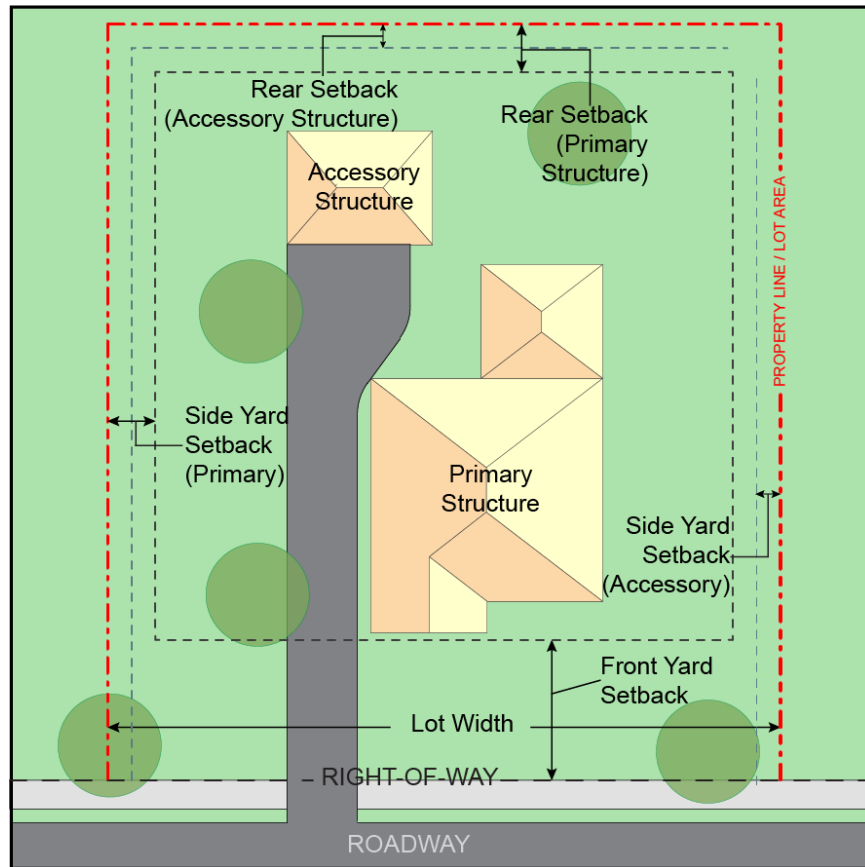 Rear Setback
(Accessory Structure)
Rear Setback
(Primary
Structure)
Accessory
Structure
PROPERTY LINE / LOT AREA
Side Yard
Setback
(Primary)
Primary
Structure
Side Yard
Setback
(Accessory)
Front Yard
Setback
Lot Width
RIGHT-OF-WAY
ROADWAY